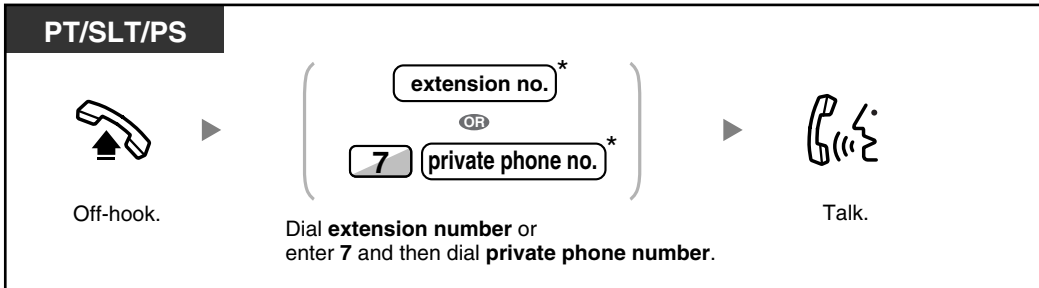 PT/SLT/PS
extension no.*
OR
7 private phone no.*
Off-hook.
Dial extension number or
enter 7 and then dial private phone number.
Talk.